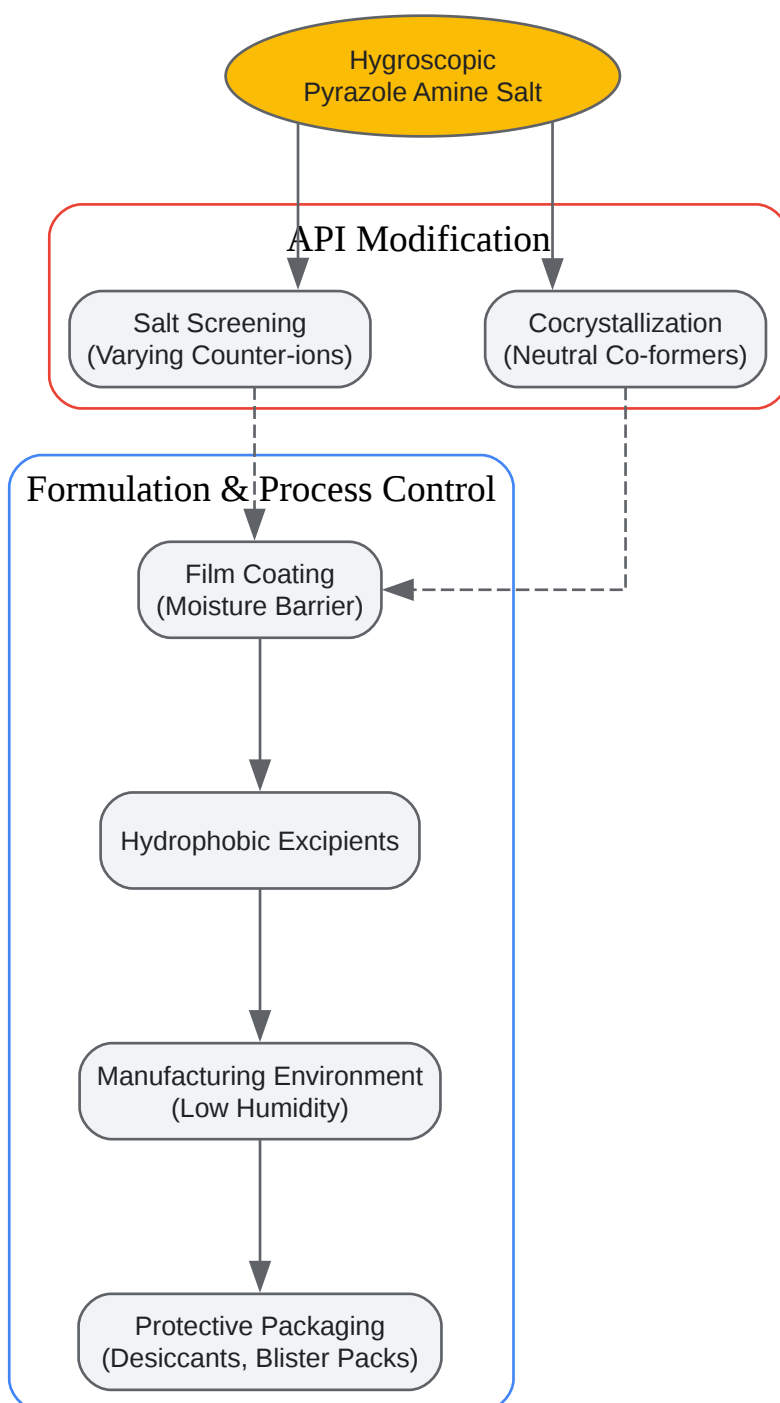 Hygroscopic
Pyrazole Amine Salt
API Modification
Salt Screening
(Varying Counter-ions)
Cocrystallization
(Neutral Co-formers)
Formulation & Process Control
Film Coating
(Moisture Barrier)
Hydrophobic Excipients
Manufacturing Environment
(Low Humidity)
Protective Packaging
(Desiccants, Blister Packs)